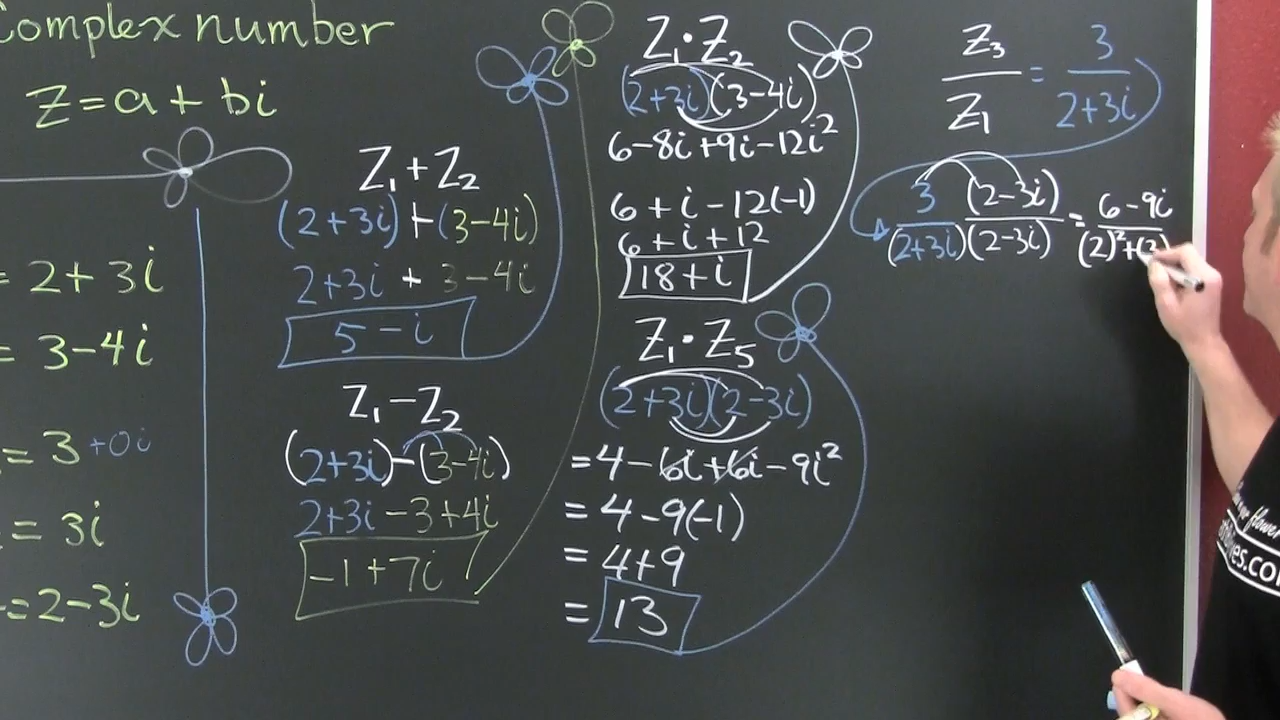 Complex number
Z = a + bi
= 2 + 3i
= 3 - 4i
= 3 + 0i
= 3i
= 2 - 3i
Z₁ + Z₂
(2+3i) + (3-4i)
2+3i + 3-4i
5 - i
Z₁ - Z₂
(2+3i) - (3-4i)
2+3i - 3 + 4i
-1 + 7i
Z₁ · Z₂
(2+3i)(3-4i)
6 - 8i + 9i - 12i²
6 + i - 12(-1)
6 + i + 12
18 + i
Z₁ · Z₅
(2+3i)(2-3i)
= 4 - 6i + 6i - 9i²
= 4 - 9(-1)
= 4 + 9
= 13
Z₃/Z₁ = 3/(2+3i)
3 (2-3i)/(2+3i)(2-3i) = (6-9i)/(2)²+(3)